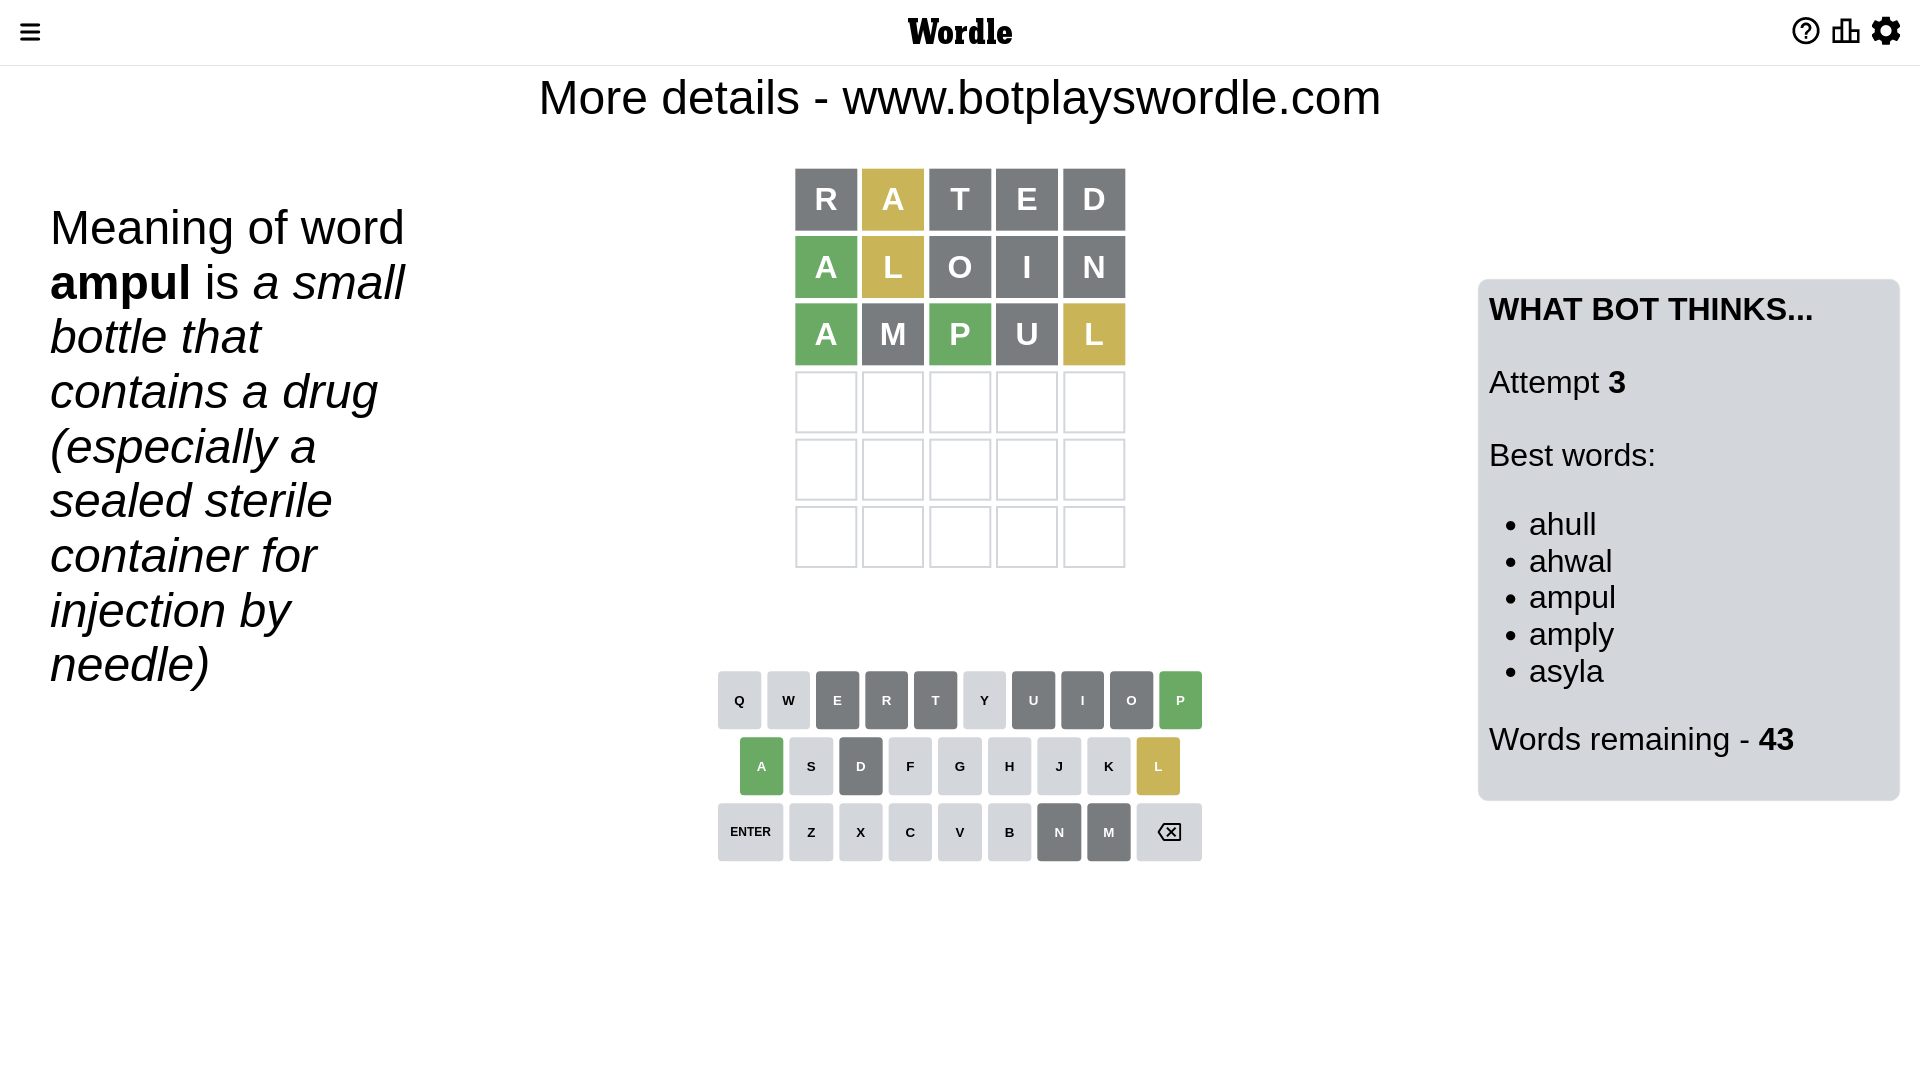 Wordle
More details - www.botplayswordle.com
Meaning of word
ampul is a small
bottle that
contains a drug
(especially a
sealed sterile
container for
injection by
needle)
R A T E D
A L O I N
A M P U L
Q W E R T Y U I O P
A S D F G H J K L
ENTER Z X C V B N M
WHAT BOT THINKS...
Attempt 3
Best words:
• ahull
• ahwal
• ampul
• amply
• asyla
Words remaining - 43